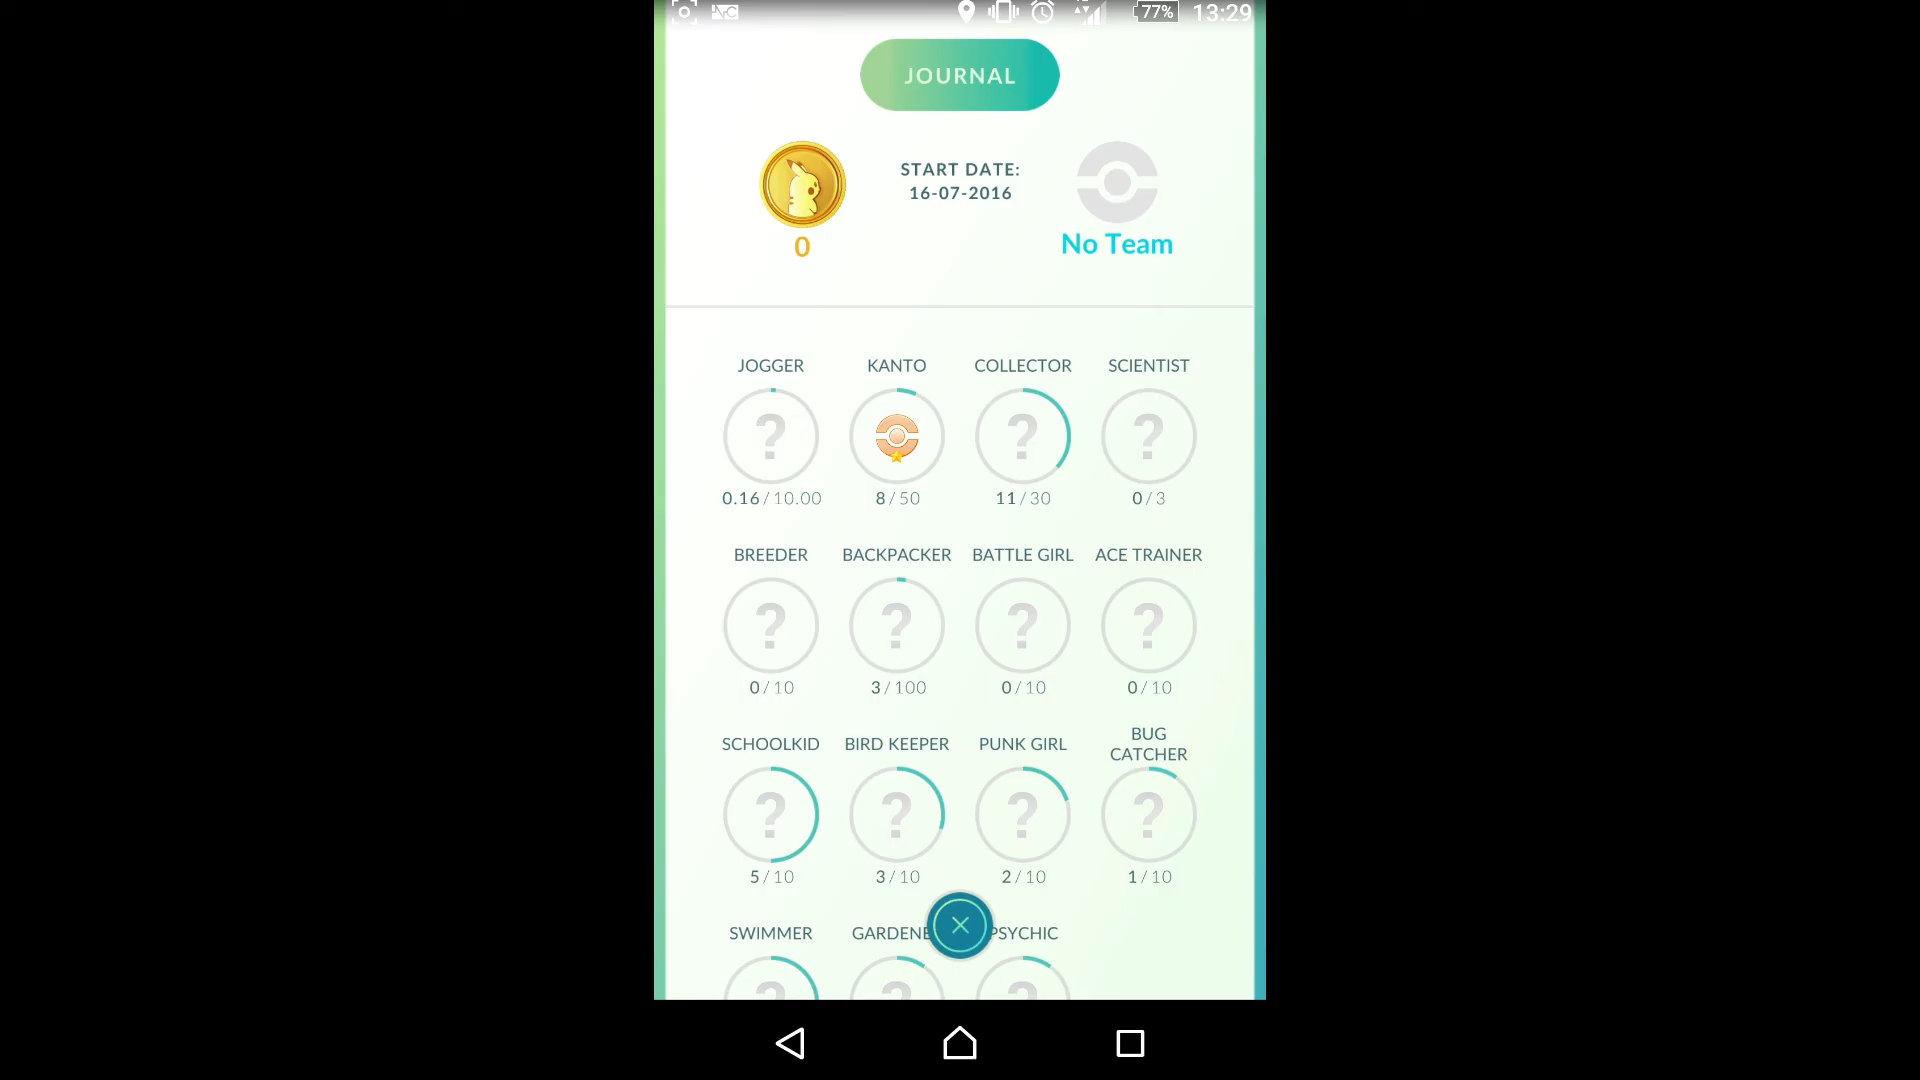 77% 13:29
JOURNAL
START DATE:
16-07-2016
0
No Team
JOGGER KANTO COLLECTOR SCIENTIST
? ? ?
0.16 / 10.00 8 / 50 11 / 30 0 / 3
BREEDER BACKPACKER BATTLE GIRL ACE TRAINER
? ? ? ?
0 / 10 3 / 100 0 / 10 0 / 10
SCHOOLKID BIRD KEEPER PUNK GIRL BUG
CATCHER
? ? ? ?
5 / 10 3 / 10 2 / 10 1 / 10
SWIMMER GARDENE PSYCHIC
? ? ?